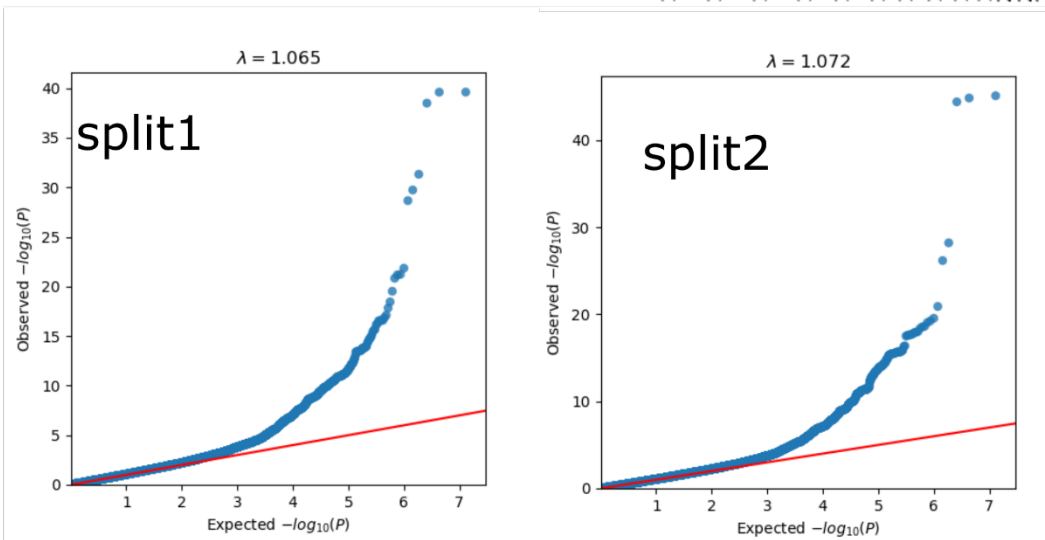 λ = 1.065
split1
Observed −log10(P)
40
35
30
25
20
15
10
5
0
1 2 3 4 5 6 7
Expected −log10(P)
λ = 1.072
split2
Observed −log10(P)
40
30
20
10
0
1 2 3 4 5 6 7
Expected −log10(P)